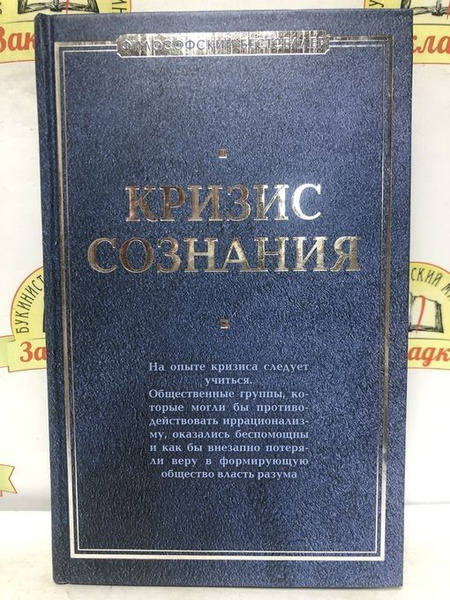 ФИЛОСОФСКИЙ БЕСТСЕЛЛЕР
КРИЗИС
СОЗНАНИЯ
На опыте кризиса следует
учиться.
Общественные группы, ко-
торые могли бы противо-
действовать иррационализ-
му, оказались беспомощны
и как бы внезапно потеря-
ли веру в формирующую
общество власть разума